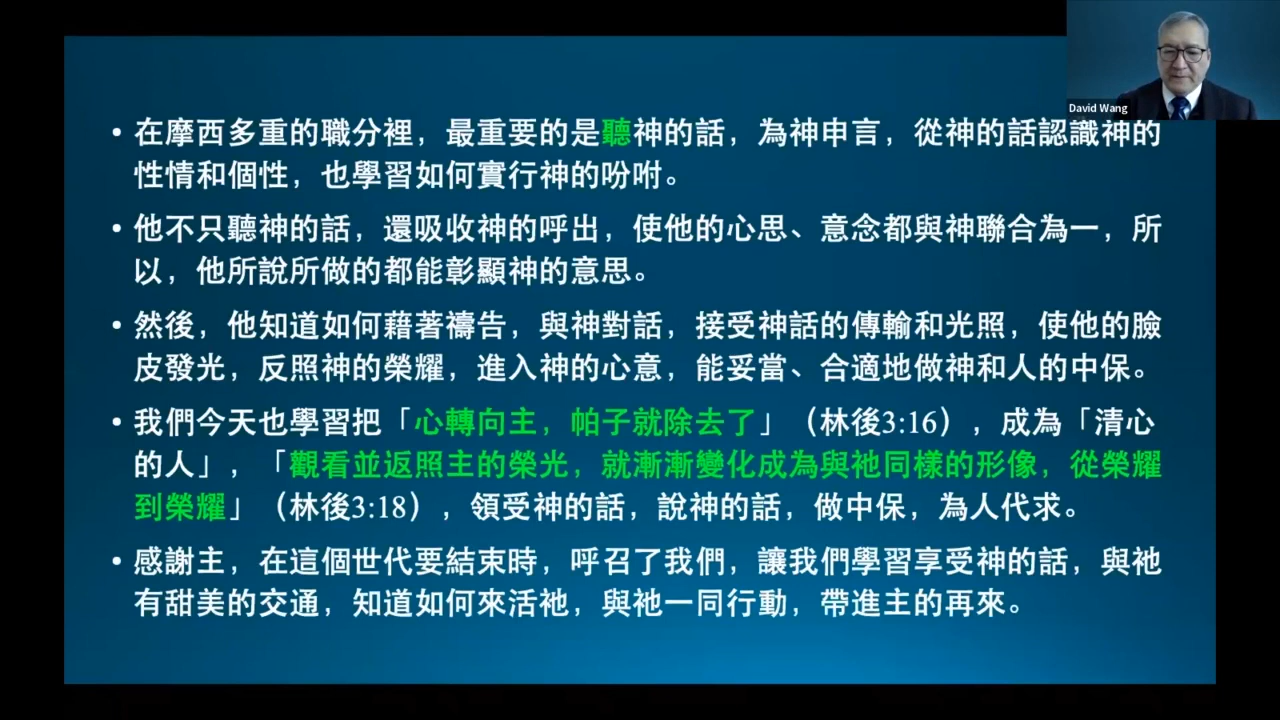 David Wang
• 在摩西多重的職分裡，最重要的是聽神的話，為神申言，從神的話認識神的
性情和個性，也學習如何實行神的吩咐。
• 他不只聽神的話，還吸收神的呼出，使他的心思、意念都與神聯合為一，所
以，他所說所做的都能彰顯神的意思。
• 然後，他知道如何藉著禱告，與神對話，接受神話的傳輸和光照，使他的臉
皮發光，反照神的榮耀，進入神的心意，能妥當、合適地做神和人的中保。
• 我們今天也學習把「心轉向主，帕子就除去了」（林後3:16），成為「清心
的人」，「觀看並返照主的榮光，就漸漸變化成為與祂同樣的形像，從榮耀
到榮耀」（林後3:18），領受神的話，說神的話，做中保，為人代求。
• 感謝主，在這個世代要結束時，呼召了我們，讓我們學習享受神的話，與祂
有甜美的交通，知道如何來活祂，與祂一同行動，帶進主的再來。